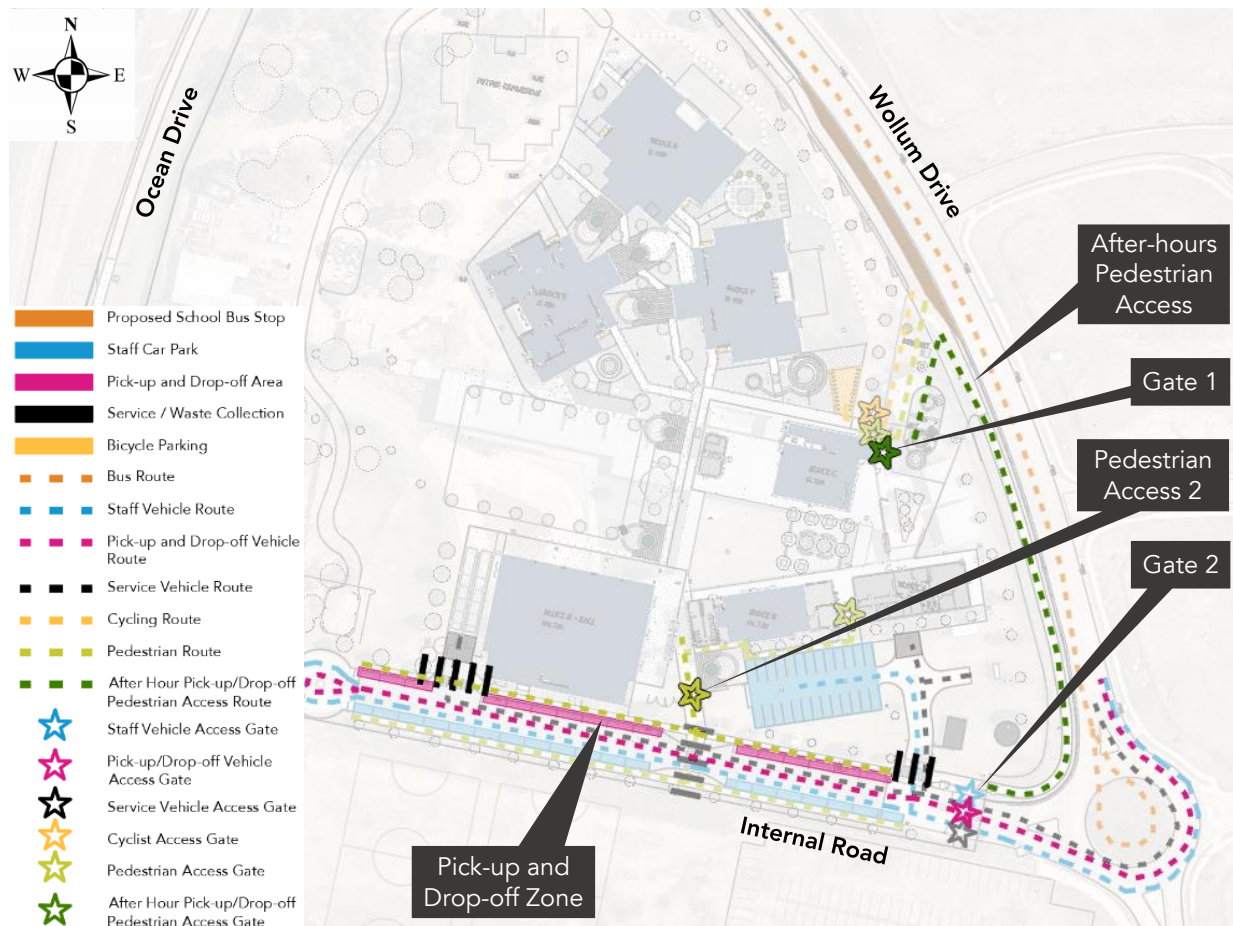 N
W
E
S
Ocean Drive
Wollum Drive
After-hours
Pedestrian
Access
Gate 1
Pedestrian
Access 2
Gate 2
Proposed School Bus Stop
Staff Car Park
Pick-up and Drop-off Area
Service / Waste Collection
Bicycle Parking
Bus Route
Staff Vehicle Route
Pick-up and Drop-off Vehicle
Route
Service Vehicle Route
Cycling Route
Pedestrian Route
After Hour Pick-up/Drop-off
Pedestrian Access Route
Staff Vehicle Access Gate
Pick-up/Drop-off Vehicle
Access Gate
Service Vehicle Access Gate
Cyclist Access Gate
Pedestrian Access Gate
After Hour Pick-up/Drop-off
Pedestrian Access Gate
Internal Road
Pick-up and
Drop-off Zone